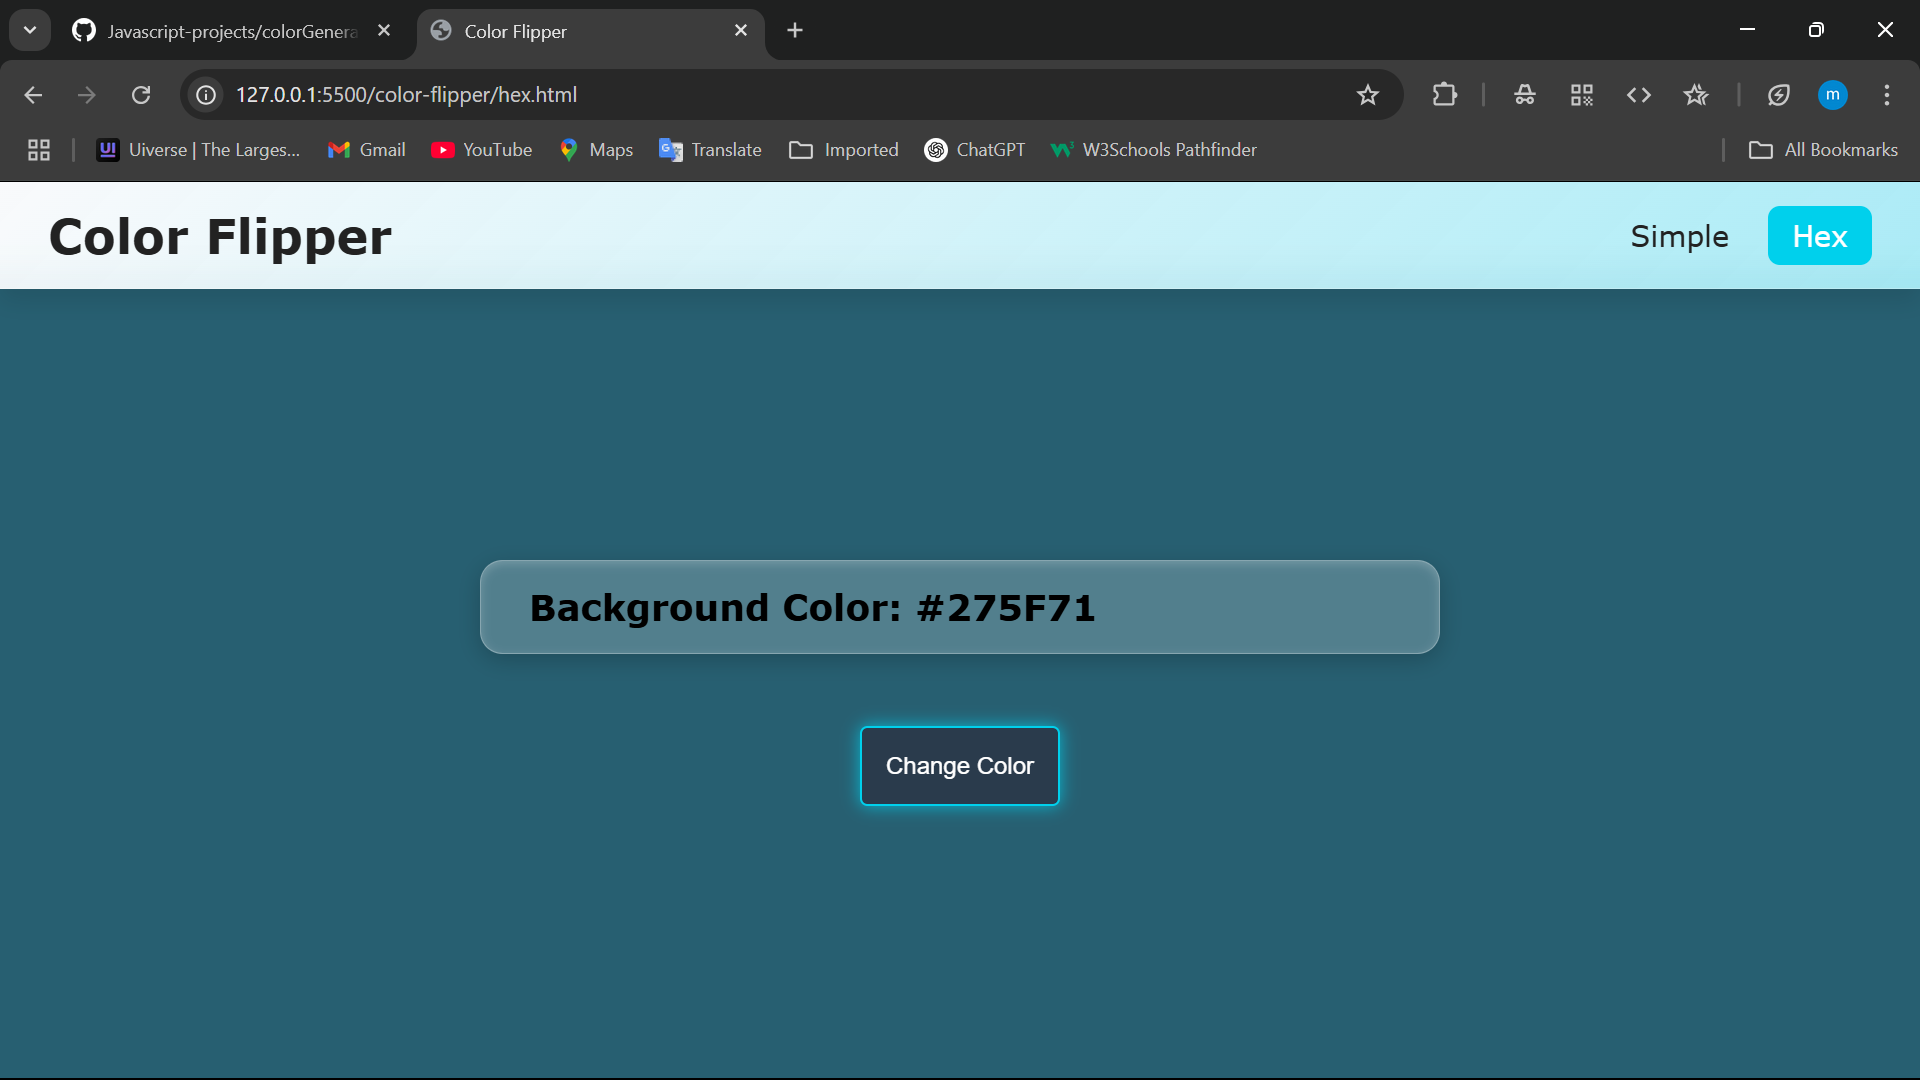 Javascript-projects/colorGenera
Color Flipper
127.0.0.1:5500/color-flipper/hex.html
m
UI Uiverse | The Larges...
Gmail
YouTube
Maps
Translate
Imported
ChatGPT
W3Schools Pathfinder
All Bookmarks
Color Flipper
Simple
Hex
Background Color: #275F71
Change Color